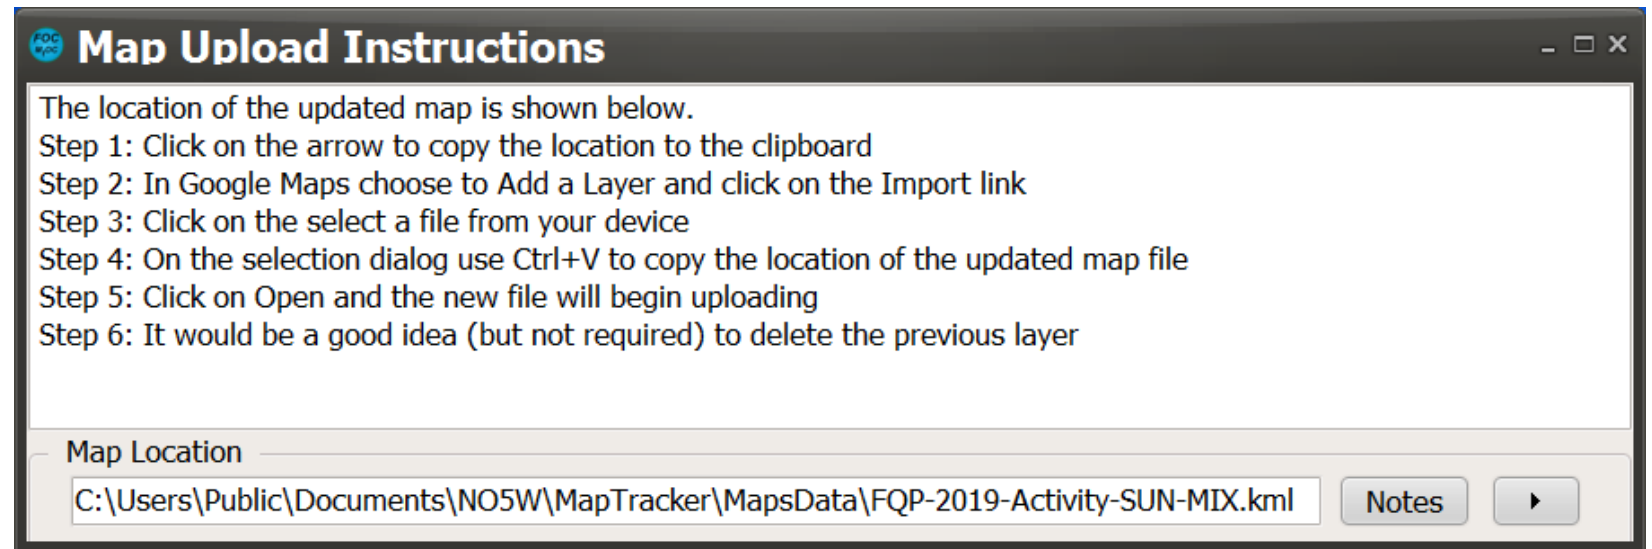 Map Upload Instructions
The location of the updated map is shown below.
Step 1: Click on the arrow to copy the location to the clipboard
Step 2: In Google Maps choose to Add a Layer and click on the Import link
Step 3: Click on the select a file from your device
Step 4: On the selection dialog use Ctrl+V to copy the location of the updated map file
Step 5: Click on Open and the new file will begin uploading
Step 6: It would be a good idea (but not required) to delete the previous layer
Map Location
C:\Users\Public\Documents\NO5W\MapTracker\MapsData\FQP-2019-Activity-SUN-MIX.kml Notes